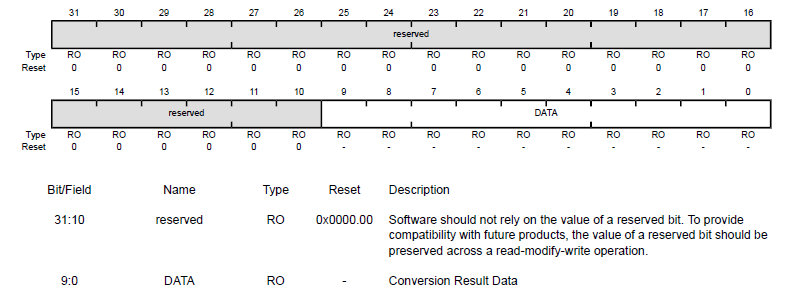 31 30 29 28 27 26 25 24 23 22 21 20 19 18 17 16
reserved
Type RO RO RO RO RO RO RO RO RO RO RO RO RO RO RO RO
Reset 0 0 0 0 0 0 0 0 0 0 0 0 0 0 0 0
15 14 13 12 11 10 9 8 7 6 5 4 3 2 1 0
reserved DATA
Type RO RO RO RO RO RO RO RO RO RO RO RO RO RO RO RO
Reset 0 0 0 0 0 0 - - - - - - - - - -
Bit/Field Name Type Reset Description
31:10 reserved RO 0x0000.00 Software should not rely on the value of a reserved bit. To provide
compatibility with future products, the value of a reserved bit should be
preserved across a read-modify-write operation.
9:0 DATA RO - Conversion Result Data